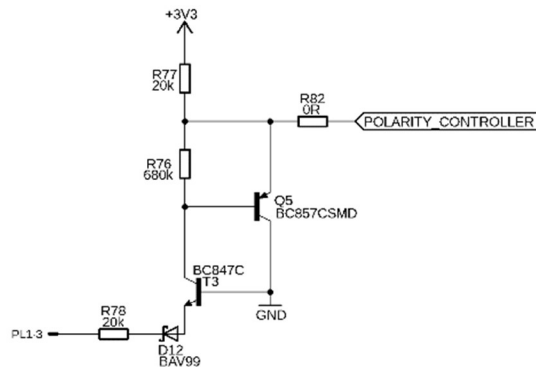 +3V3
R77
20k
R82
0R
POLARITY_CONTROLLER
R76
680k
Q5
BC857CSMD
BC847C
T3
GND
R78
20k
PL1-3
D12
BAV99